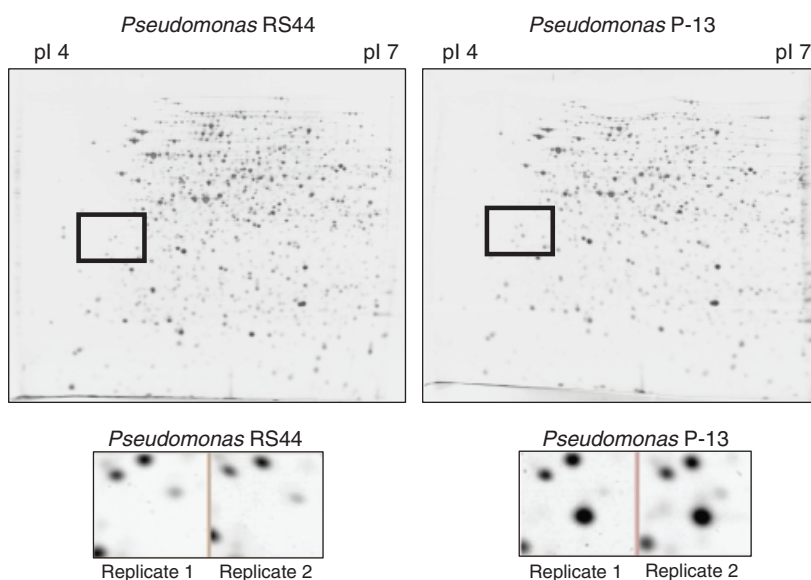 Pseudomonas RS44 Pseudomonas P-13
pI 4 pI 7 pI 4 pI 7
Pseudomonas RS44 Pseudomonas P-13
Replicate 1 Replicate 2 Replicate 1 Replicate 2